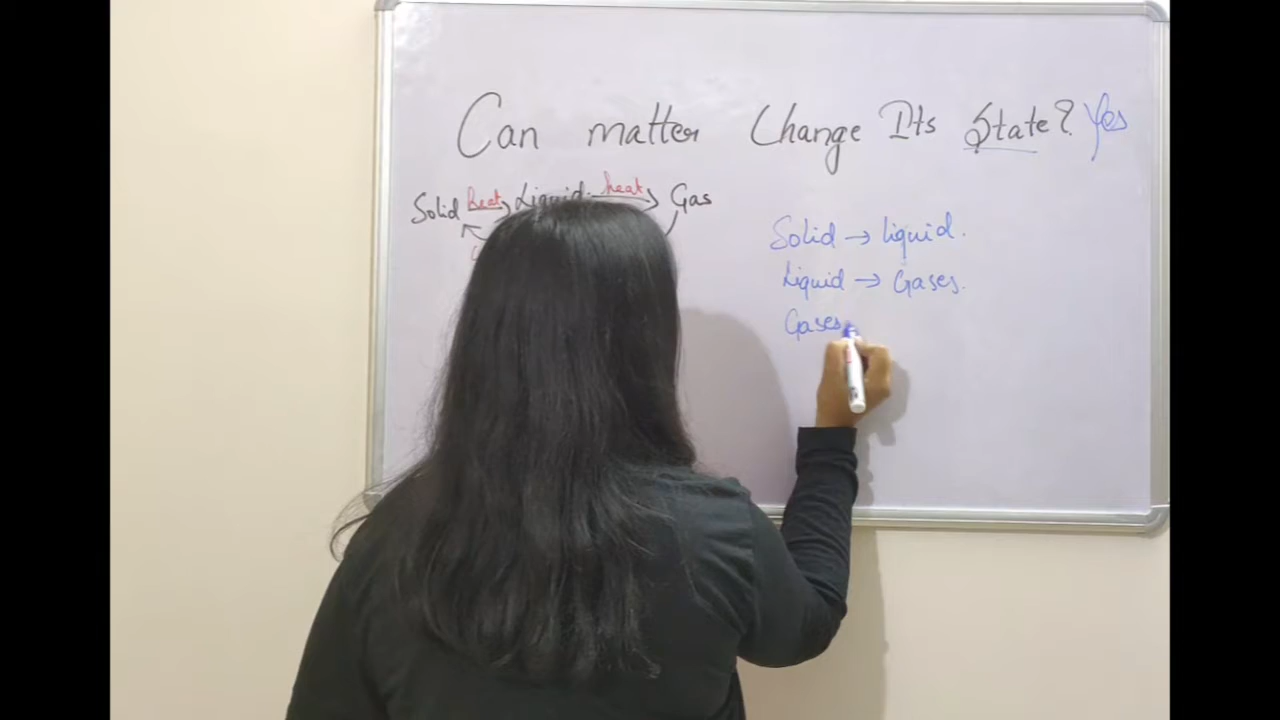 Can matter Change Its State? Yes
Solid heat Liquid heat Gas
Solid → liquid.
Liquid → Gases.
Gases